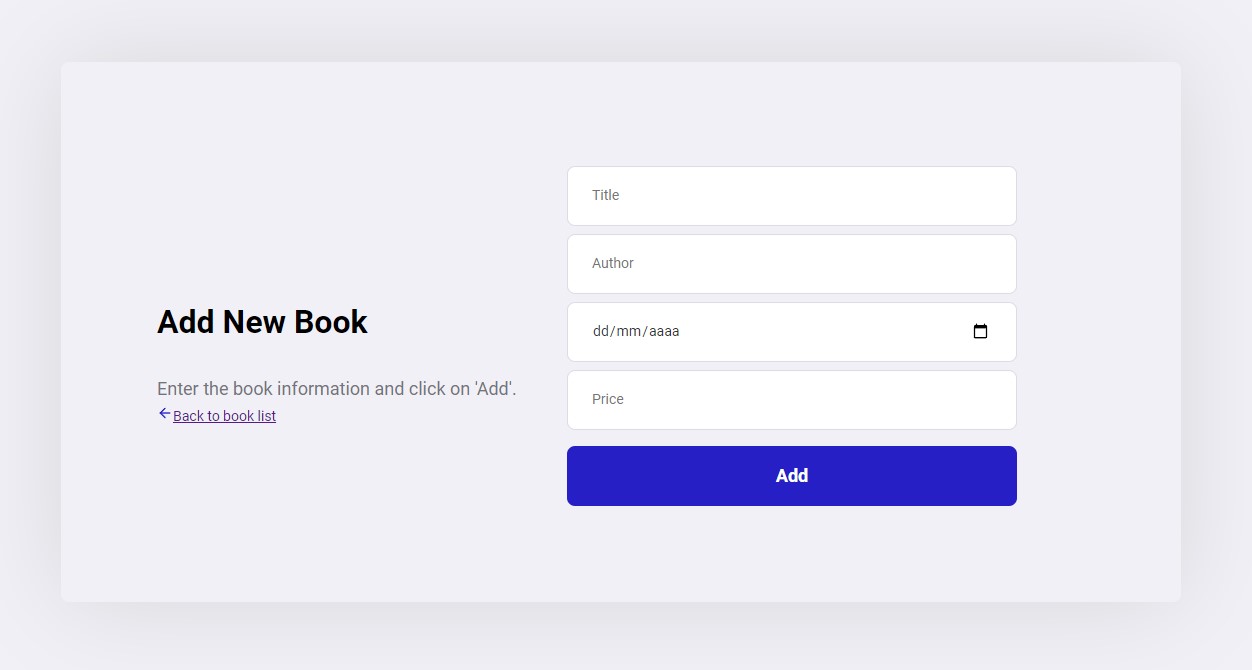 Add New Book
Enter the book information and click on 'Add'.
Back to book list
Title
Author
dd/mm/aaaa
Price
Add